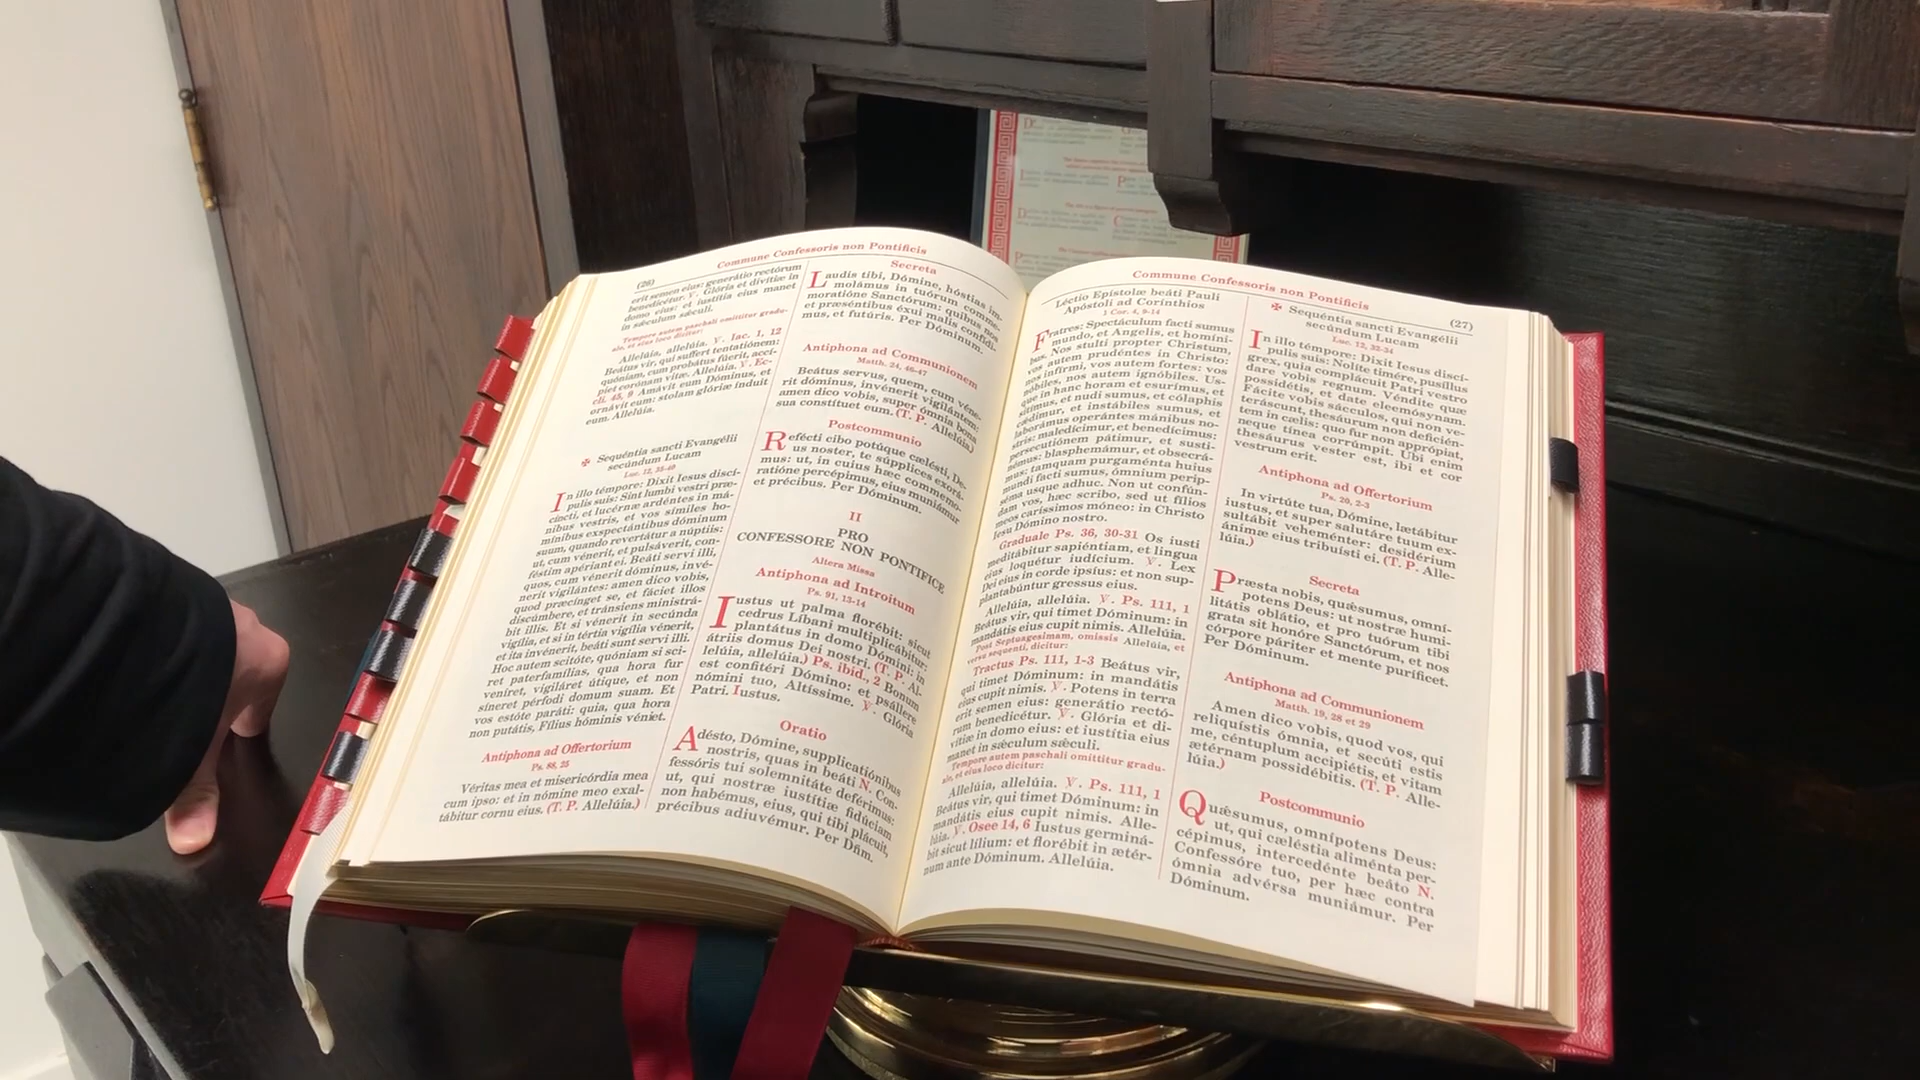 Commune Confessoris non Pontificis
(26)
erit semen eius: generátio rectórum
benedicétur. ℣. Glória et divítiæ in
domo eius: et iustítia eius manet
in sǽculum sǽculi.
Tempore autem paschali omittitur gradu-
ale, et eius loco dicitur:
Allelúia, allelúia. ℣. Iac. 1, 12
Beátus vir, qui suffert tentatiónem:
quóniam, cum probátus fúerit, accí-
piet corónam vitæ. Allelúia. ℣. Ec-
cli. 45, 9 Amávit eum Dóminus, et
ornávit eum: stolam glóriæ índuit
eum. Allelúia.
✠ Sequéntia sancti Evangélii
secúndum Lucam
Luc. 12, 35-40
In illo témpore: Dixit Iesus discí-
pulis suis: Sint lumbi vestri præ-
cíncti, et lucérnæ ardéntes in má-
nibus vestris, et vos símiles ho-
mínibus exspectántibus dóminum
suum, quando revertátur a núptiis:
ut, cum vénerit, et pulsáverit, con-
féstim apériant ei. Beáti servi illi,
quos, cum vénerit dóminus, invé-
nerit vigilántes: amen dico vobis,
quod præcínget se, et fáciet illos
discúmbere, et tránsiens ministrá-
bit illis. Et si vénerit in secúnda
vigília, et si in tértia vigília vénerit,
et ita invénerit, beáti sunt servi illi.
Hoc autem scitóte, quóniam si sci-
ret paterfamílias, qua hora fur
veníret, vigiláret útique, et non
síneret pérfodi domum suam. Et
vos estóte paráti: quia, qua hora
non putátis, Fílius hóminis véniet.
Antiphona ad Offertorium
Ps. 88, 25
Véritas mea et misericórdia mea
cum ipso: et in nómine meo exal-
tábitur cornu eius. (T. P. Allelúia.)
Secreta
Laudis tibi, Dómine, hóstias im-
molámus in tuórum comme-
moratióne Sanctórum: quibus nos
et præséntibus éxui malis confídi-
mus, et futúris. Per Dóminum.
Antiphona ad Communionem
Matth. 24, 46-47
Beátus servus, quem, cum véne-
rit dóminus, invénerit vigilántem:
amen dico vobis, super ómnia bona
sua constítuet eum. (T. P. Allelúia.)
Postcommunio
Refécti cibo potúque cælésti, De-
us noster, te súpplices exorá-
mus: ut, in cuius hæc commemo-
ratióne percépimus, eius muniámur
et précibus. Per Dóminum.
II
PRO
CONFESSORE NON PONTIFICE
Altera Missa
Antiphona ad Introitum
Ps. 91, 13-14
Iustus ut palma florébit: sicut
cedrus Líbani multiplicábitur:
plantátus in domo Dómini: in
átriis domus Dei nostri. (T. P. Al-
lelúia, allelúia.) Ps. ibid., 2 Bonum
est confitéri Dómino: et psállere
nómini tuo, Altíssime. ℣. Glória
Patri. Iustus.
Oratio
Adésto, Dómine, supplicatiónibus
nostris, quas in beáti N. Con-
fessóris tui solemnitáte deférimus:
ut, qui nostræ iustítiæ fidúciam
non habémus, eius, qui tibi plácuit,
précibus adiuvémur. Per Dñm.
Commune Confessoris non Pontificis
(27)
Léctio Epístolæ beáti Pauli
Apóstoli ad Corínthios
1 Cor. 4, 9-14
Fratres: Spectáculum facti sumus
mundo, et Angelis, et homíni-
bus. Nos stulti propter Christum,
vos autem prudéntes in Christo:
nos infírmi, vos autem fortes: vos
nóbiles, nos autem ignóbiles. Us-
que in hanc horam et esurímus, et
sitímus, et nudi sumus, et cólaphis
cǽdimur, et instábiles sumus, et
laborámus operántes mánibus no-
stris: maledícimur, et benedícimus:
persecutiónem pátimur, et susti-
némus: blasphemámur, et obsecrá-
mus: tamquam purgaménta huius
mundi facti sumus, ómnium perip-
séma usque adhuc. Non ut confún-
dam vos, hæc scribo, sed ut fílios
meos caríssimos móneo: in Christo
Iesu Dómino nostro.
Graduale Ps. 36, 30-31 Os iusti
meditábitur sapiéntiam, et lingua
eius loquétur iudícium. ℣. Lex
Dei eius in corde ipsíus: et non sup-
plantabúntur gressus eius.
Allelúia, allelúia. ℣. Ps. 111, 1
Beátus vir, qui timet Dóminum: in
mandátis eius cupit nimis. Allelúia.
Post Septuagesimam, omissis Allelúia, et
versu sequenti, dicitur:
Tractus Ps. 111, 1-3 Beátus vir,
qui timet Dóminum: in mandátis
eius cupit nimis. ℣. Potens in terra
erit semen eius: generátio rectó-
rum benedicétur. ℣. Glória et di-
vítiæ in domo eius: et iustítia eius
manet in sǽculum sǽculi.
Tempore autem paschali omittitur gradu-
ale, et eius loco dicitur:
Allelúia, allelúia. ℣. Ps. 111, 1
Beátus vir, qui timet Dóminum: in
mandátis eius cupit nimis. Alle-
lúia. ℣. Osee 14, 6 Iustus germiná-
bit sicut lílium: et florébit in ætér-
num ante Dóminum. Allelúia.
✠ Sequéntia sancti Evangélii
secúndum Lucam
Luc. 12, 32-34
In illo témpore: Dixit Iesus discí-
pulis suis: Nolíte timére, pusíllus
grex, quia complácuit Patri vestro
dare vobis regnum. Véndite quæ
possidétis, et date eleemósynam.
Fácite vobis sácculos, qui non ve-
teráscunt, thesáurum non deficién-
tem in cælis: quo fur non apprópiat,
neque tínea corrúmpit. Ubi enim
thesáurus vester est, ibi et cor
vestrum erit.
Antiphona ad Offertorium
Ps. 20, 2-3
In virtúte tua, Dómine, lætábitur
iustus, et super salutáre tuum ex-
sultábit veheménter: desidérium
ánimæ eius tribuísti ei. (T. P. Alle-
lúia.)
Secreta
Præsta nobis, quǽsumus, omní-
potens Deus: ut nostræ humi-
litátis oblátio, et pro tuórum tibi
grata sit honóre Sanctórum, et nos
córpore páriter et mente puríficet.
Per Dóminum.
Antiphona ad Communionem
Matth. 19, 28 et 29
Amen dico vobis, quod vos, qui
reliquístis ómnia, et secúti estis
me, céntuplum accipiétis, et vitam
ætérnam possidébitis. (T. P. Alle-
lúia.)
Postcommunio
Quǽsumus, omnípotens Deus:
ut, qui cæléstia aliménta per-
cépimus, intercedénte beáto N.
Confessóre tuo, per hæc contra
ómnia advérsa muniámur. Per
Dóminum.